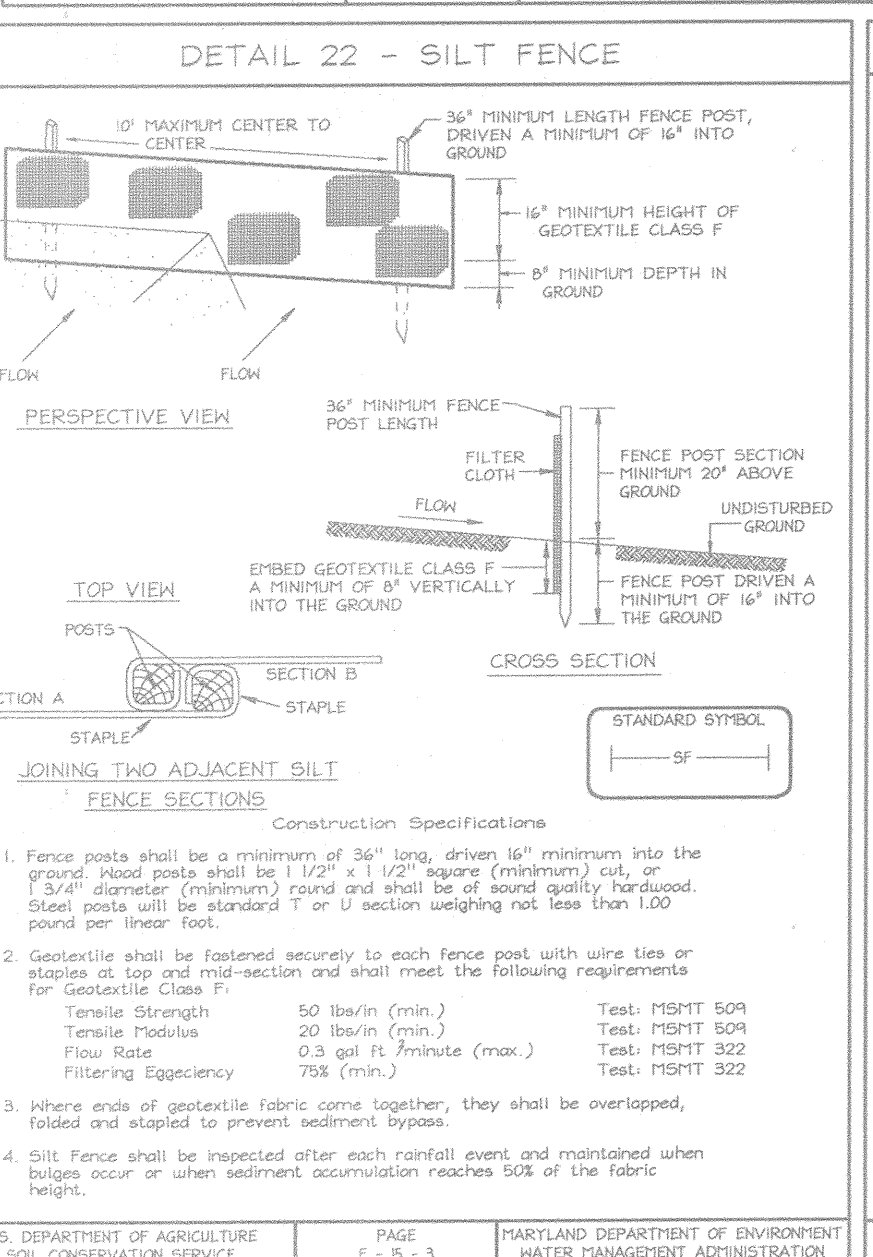 DETAIL 22 - SILT FENCE
10' MAXIMUM CENTER TO
CENTER
36" MINIMUM LENGTH FENCE POST,
DRIVEN A MINIMUM OF 16" INTO
GROUND
16" MINIMUM HEIGHT OF
GEOTEXTILE CLASS F
8" MINIMUM DEPTH IN
GROUND
FLOW
FLOW
PERSPECTIVE VIEW
36" MINIMUM FENCE
POST LENGTH
FILTER
CLOTH
FENCE POST SECTION
MINIMUM 20" ABOVE
GROUND
FLOW
UNDISTURBED
GROUND
EMBED GEOTEXTILE CLASS F
A MINIMUM OF 8" VERTICALLY
INTO THE GROUND
FENCE POST DRIVEN A
MINIMUM OF 16" INTO
THE GROUND
CROSS SECTION
TOP VIEW
POSTS
SECTION B
CTION A
STAPLE
STAPLE
JOINING TWO ADJACENT SILT
FENCE SECTIONS
STANDARD SYMBOL
SF
Construction Specifications
1. Fence posts shall be a minimum of 36" long, driven 16" minimum into the
ground. Wood posts shall be 1 1/2" x 1 1/2" square (minimum) cut, or
1 3/4" diameter (minimum) round and shall be of sound quality hardwood.
Steel posts will be standard T or U section weighing not less than 1.00
pound per linear foot.
2. Geotextile shall be fastened securely to each fence post with wire ties or
staples at top and mid-section and shall meet the following requirements
for Geotextile Class F:
Tensile Strength 50 lbs/in (min.) Test: MSMT 509
Tensile Modulus 20 lbs/in (min.) Test: MSMT 509
Flow Rate 0.3 gal ft ²/minute (max.) Test: MSMT 322
Filtering Eggeciency 75% (min.) Test: MSMT 322
3. Where ends of geotextile fabric come together, they shall be overlapped,
folded and stapled to prevent sediment bypass.
4. Silt Fence shall be inspected after each rainfall event and maintained when
bulges occur or when sediment accumulation reaches 50% of the fabric
height.
S. DEPARTMENT OF AGRICULTURE
SOIL CONSERVATION SERVICE
PAGE
E - 15 - 3
MARYLAND DEPARTMENT OF ENVIRONMENT
WATER MANAGEMENT ADMINISTRATION